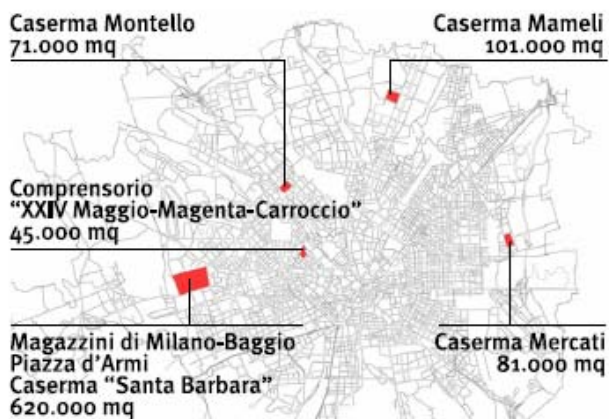 Caserma Montello
71.000 mq
Caserma Mameli
101.000 mq
Comprensorio
“XXIV Maggio-Magenta-Carroccio”
45.000 mq
Magazzini di Milano-Baggio
Piazza d’Armi
Caserma “Santa Barbara”
620.000 mq
Caserma Mercati
81.000 mq